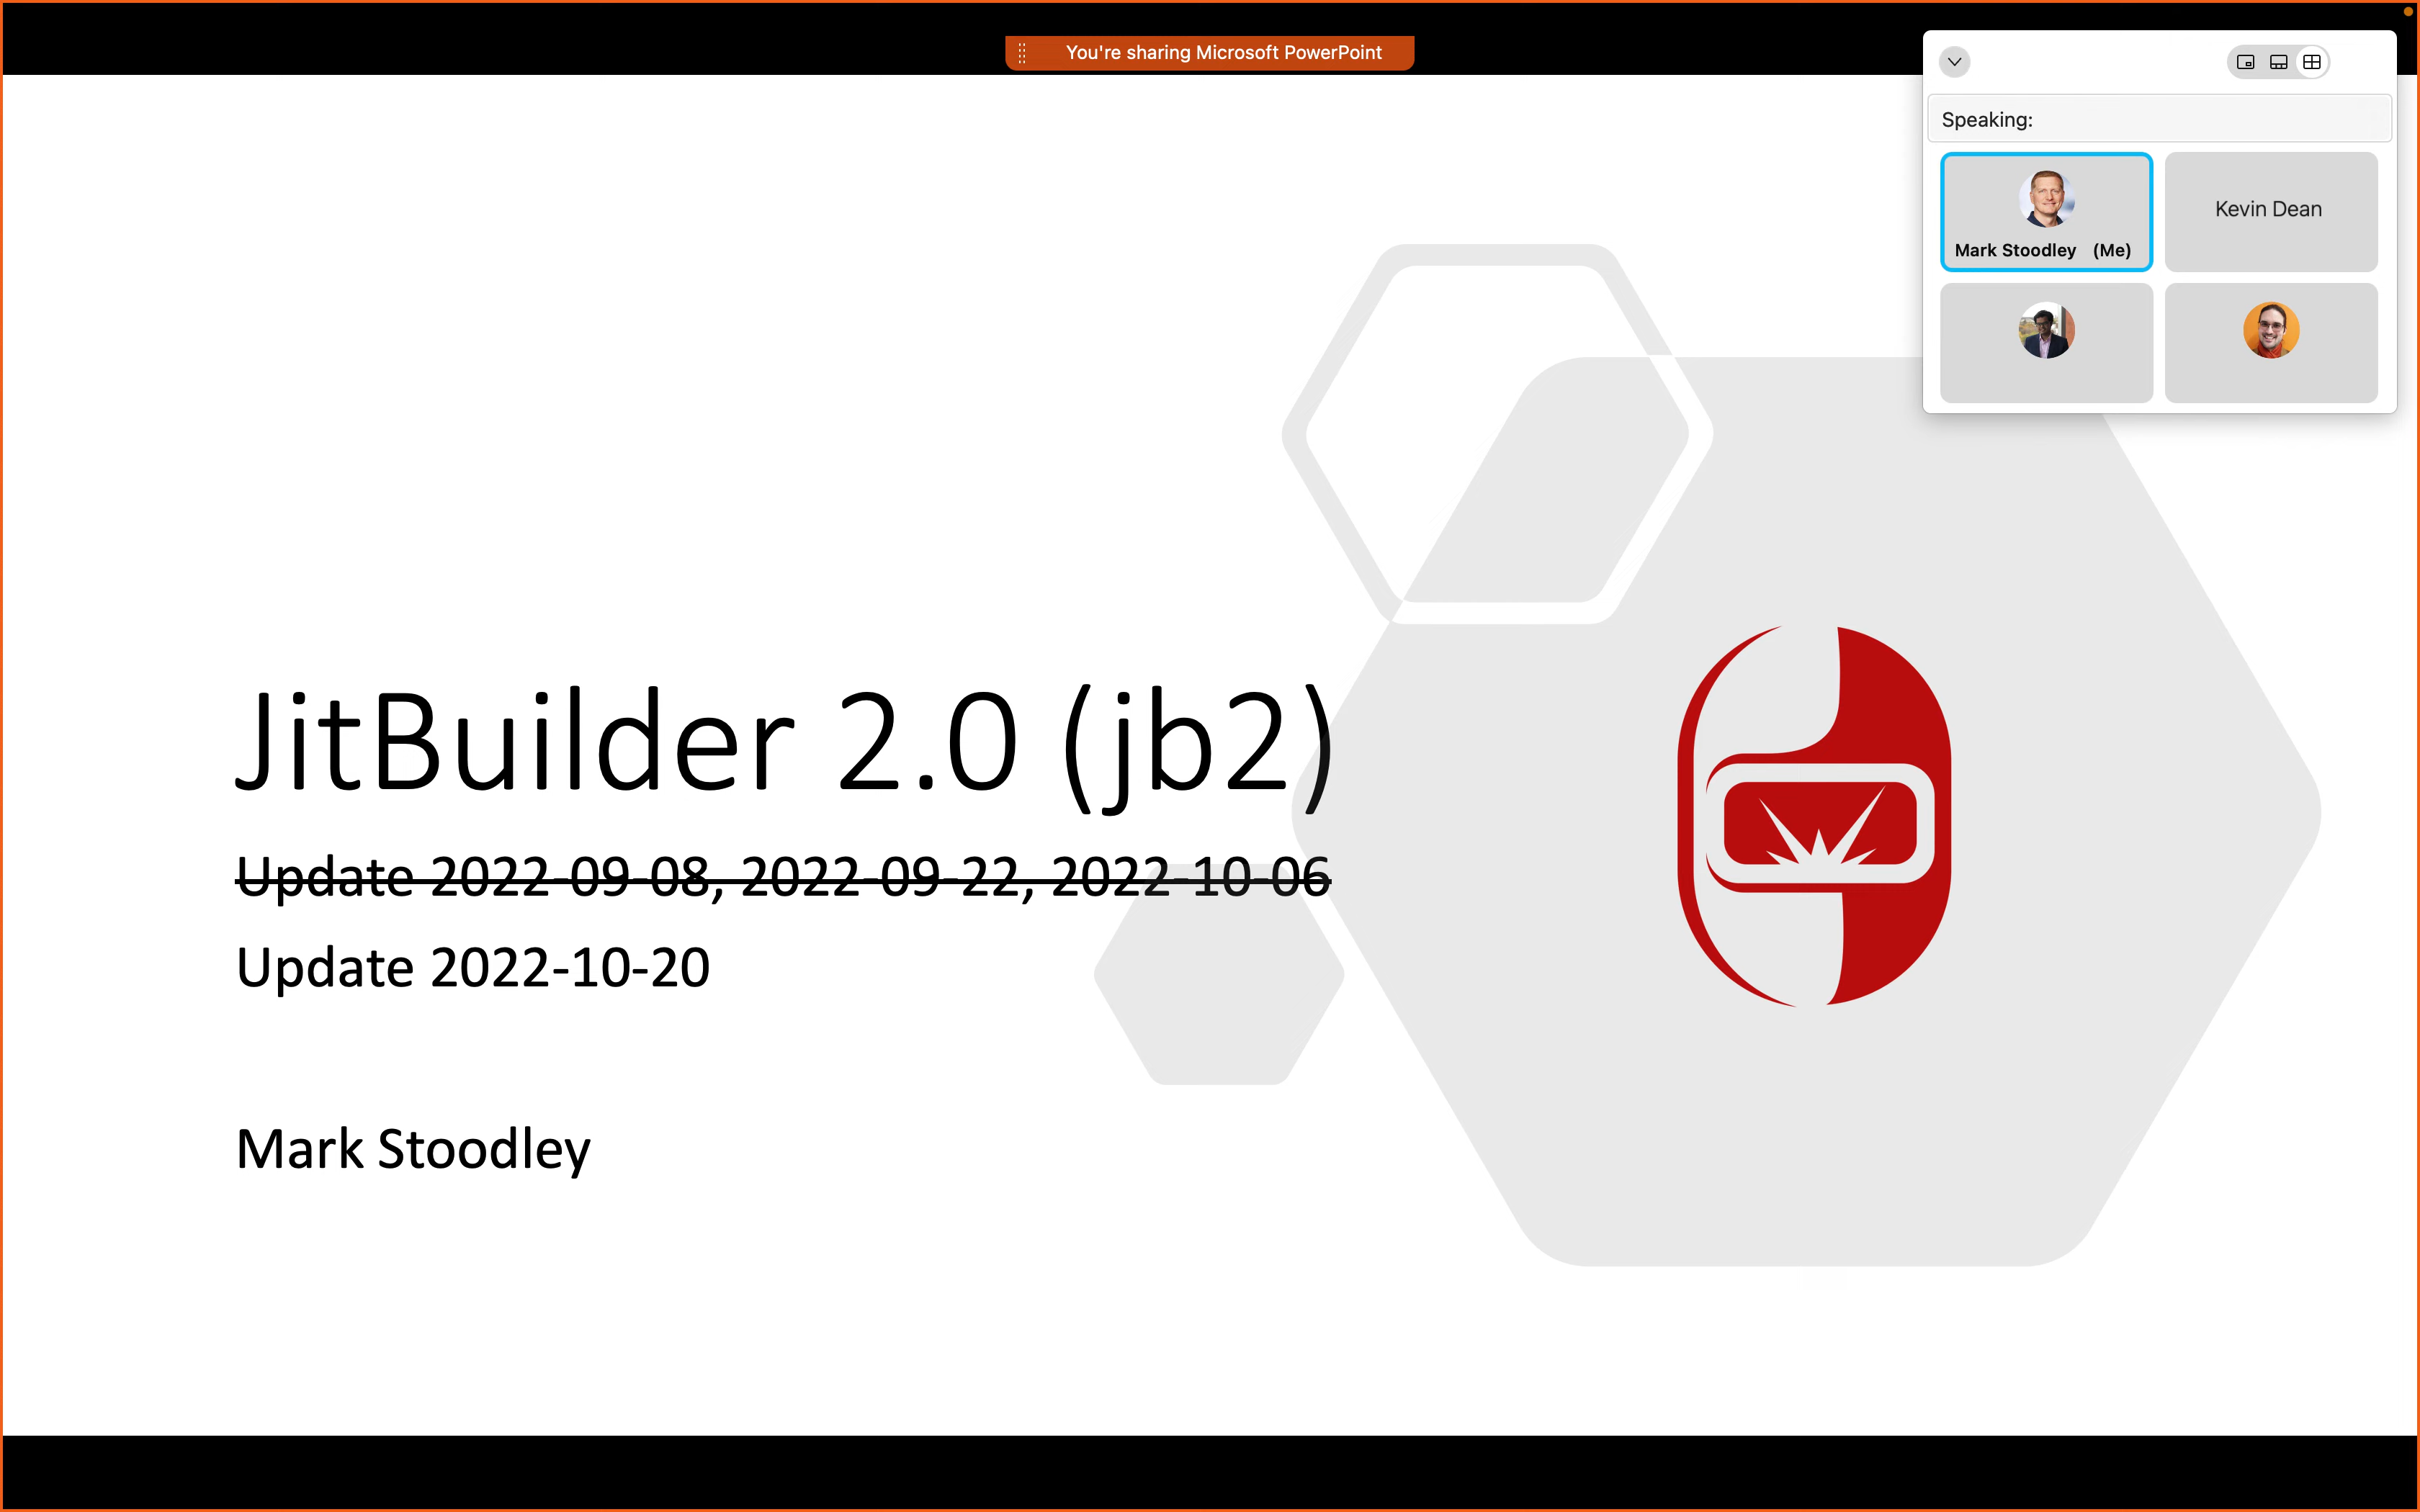 You're sharing Microsoft PowerPoint
Speaking:
Mark Stoodley (Me)
Kevin Dean
JitBuilder 2.0 (jb2)
Update 2022-09-08, 2022-09-22, 2022-10-06
Update 2022-10-20
Mark Stoodley